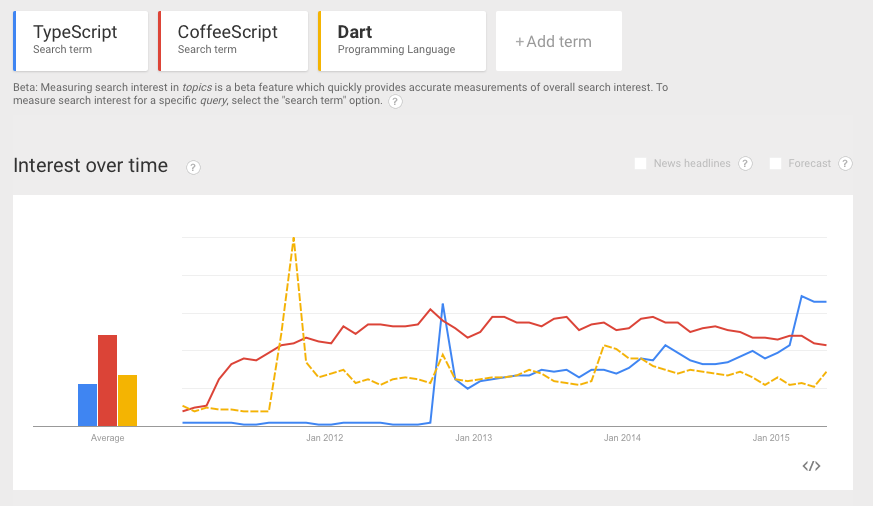 TypeScript
Search term
CoffeeScript
Search term
Dart
Programming Language
+Add term
Beta: Measuring search interest in topics is a beta feature which quickly provides accurate measurements of overall search interest. To
measure search interest for a specific query, select the "search term" option. ?
Interest over time ?
News headlines ?
Forecast ?
Average
Jan 2012
Jan 2013
Jan 2014
Jan 2015
</>